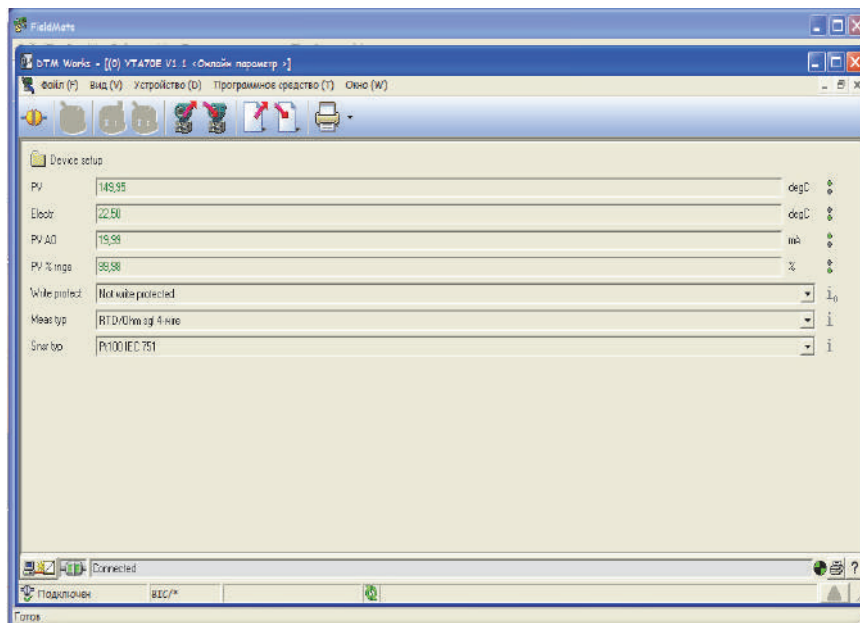 FieldMate
DTM Works - [(0) YTA70E V1.1 <Онлайн параметр >]
Файл (F) Вид (V) Устройство (D) Программное средство (T) Окно (W)
Device setup
PV 149,95 degC
Electr 22,50 degC
PV AO 19,99 mA
PV % rnge 99,98 %
Write protect Not write protected
Meas typ RTD/Ohm sgl 4-wire
Snsr typ Pt100 IEC 751
Connected
Подключен BIC/*
Готов